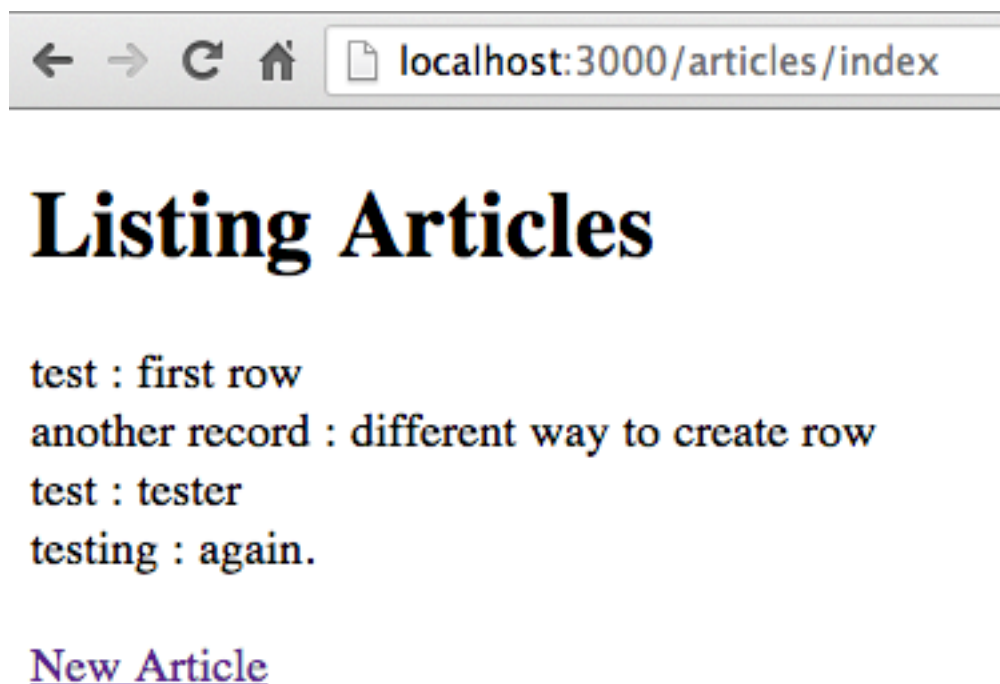 localhost:3000/articles/index
Listing Articles
test : first row
another record : different way to create row
test : tester
testing : again.
New Article